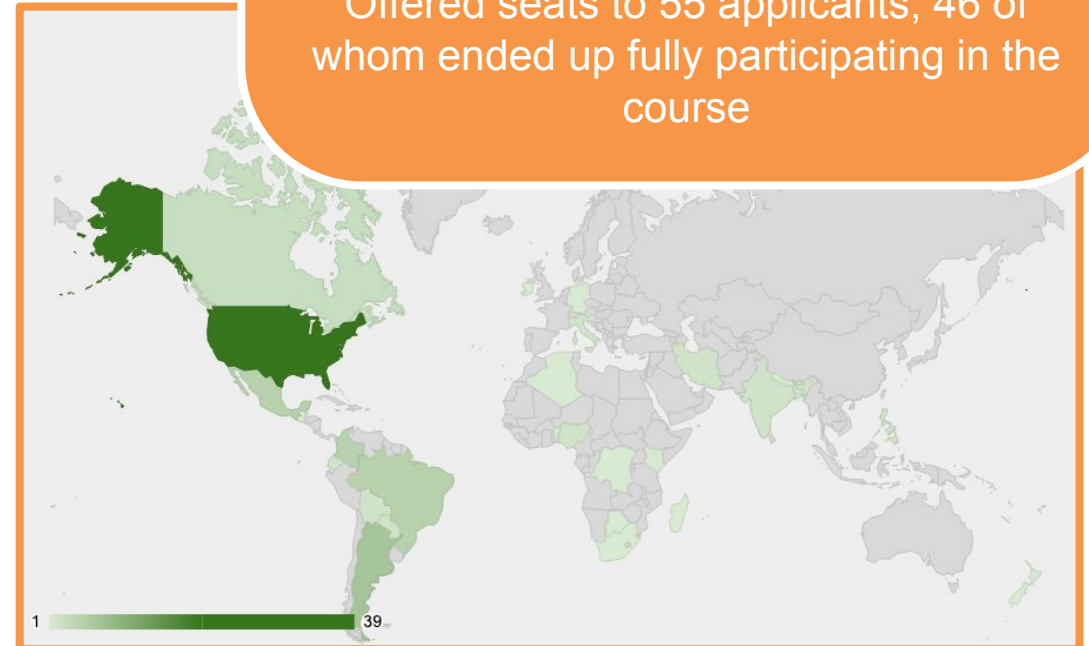 Offered seats to 55 applicants, 46 of
whom ended up fully participating in the
course
1
39